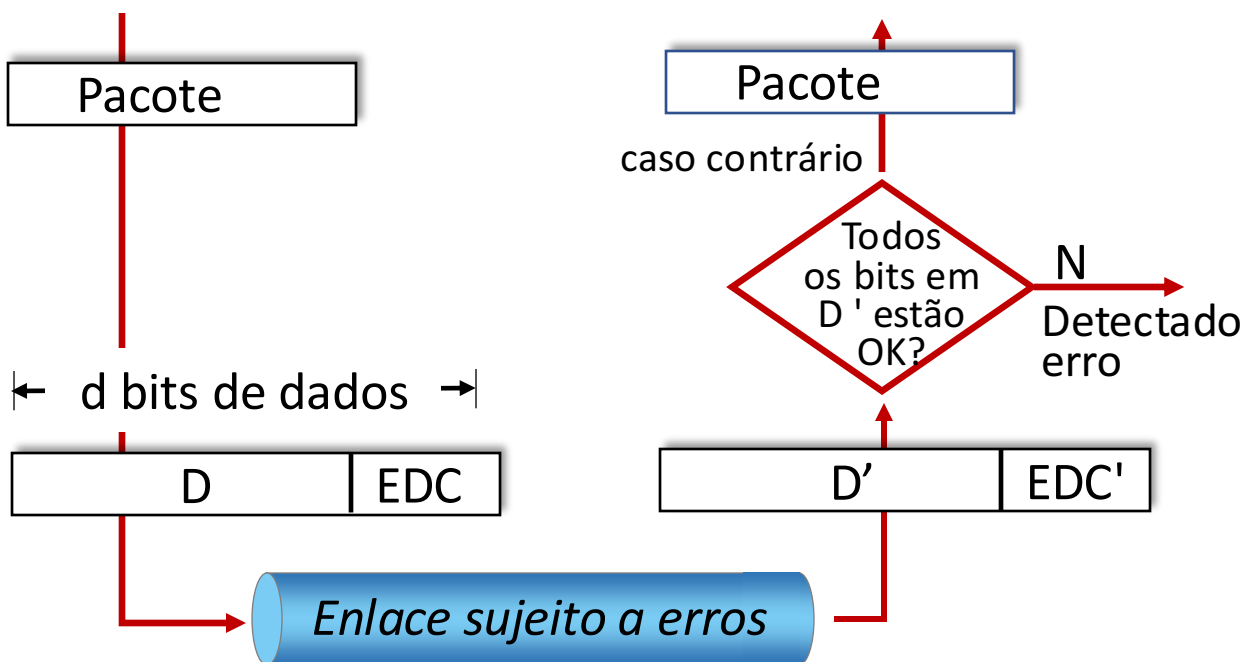 Pacote
d bits de dados
D
EDC
Enlace sujeito a erros
Pacote
caso contrário
Todos
os bits em
D ' estão
OK?
N
Detectado
erro
D’
EDC'